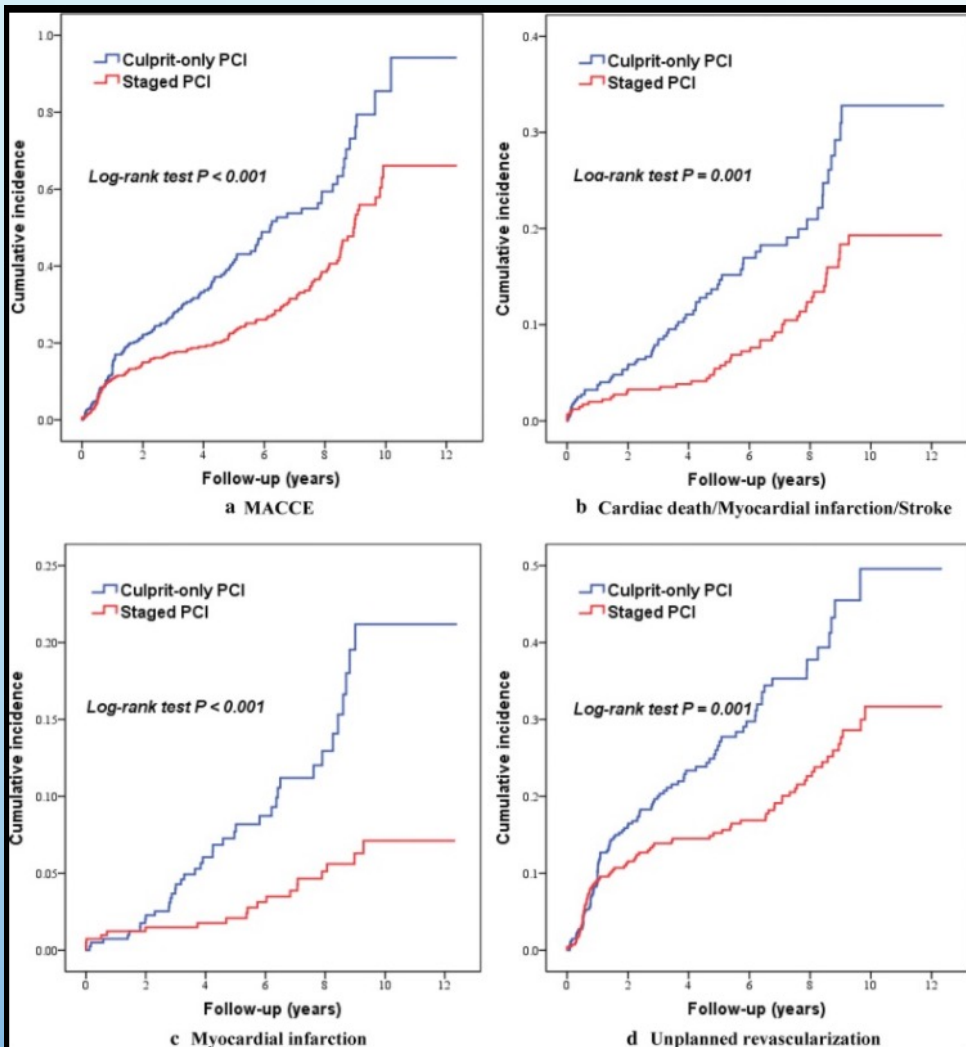 1.0
0.8
0.6
0.4
0.2
0.0
Cumulative incidence
Culprit-only PCI
Staged PCI
Log-rank test P < 0.001
0 2 4 6 8 10 12
Follow-up (years)
a MACCE
0.4
0.3
0.2
0.1
0.0
Cumulative incidence
Culprit-only PCI
Staged PCI
Log-rank test P = 0.001
0 2 4 6 8 10 12
Follow-up (years)
b Cardiac death/Myocardial infarction/Stroke
0.25
0.20
0.15
0.10
0.05
0.00
Cumulative incidence
Culprit-only PCI
Staged PCI
Log-rank test P < 0.001
0 2 4 6 8 10 12
Follow-up (years)
c Myocardial infarction
0.5
0.4
0.3
0.2
0.1
0.0
Cumulative incidence
Culprit-only PCI
Staged PCI
Log-rank test P = 0.001
0 2 4 6 8 10 12
Follow-up (years)
d Unplanned revascularization